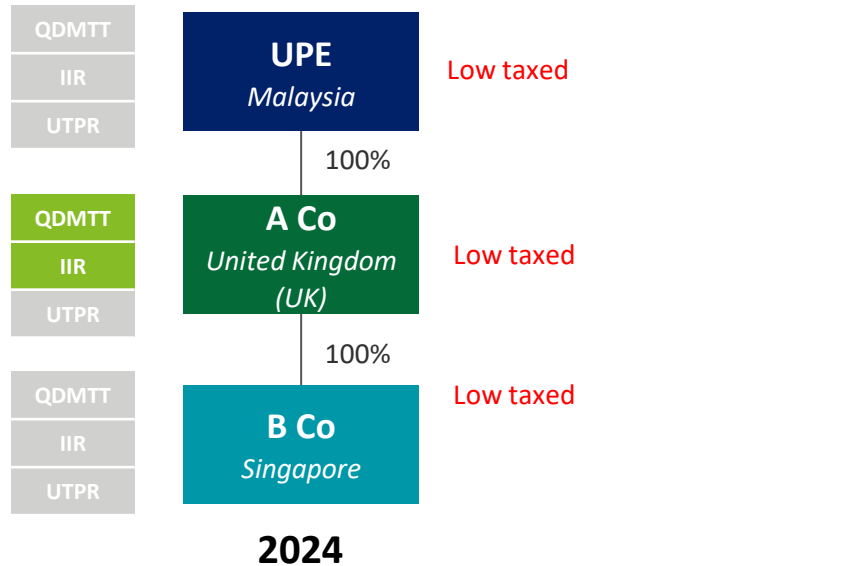 QDMTT
IIR
UTPR
UPE
Malaysia
Low taxed
100%
QDMTT
IIR
UTPR
A Co
United Kingdom
(UK)
Low taxed
100%
QDMTT
IIR
UTPR
B Co
Singapore
Low taxed
2024